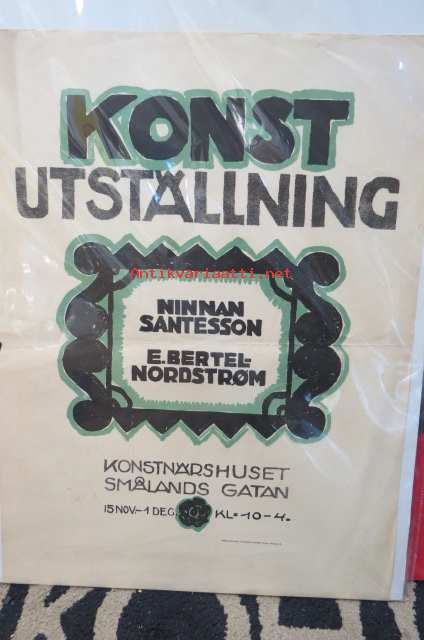 KONST
UTSTÄLLNING
Antikvariaatti.net
NINNAN
SANTESSON
E. BERTEL-
NORDSTRØM
KONSTNÄRSHUSET
SMÅLANDS GATAN
15 NOV.–1 DEC. KL. 10–4.